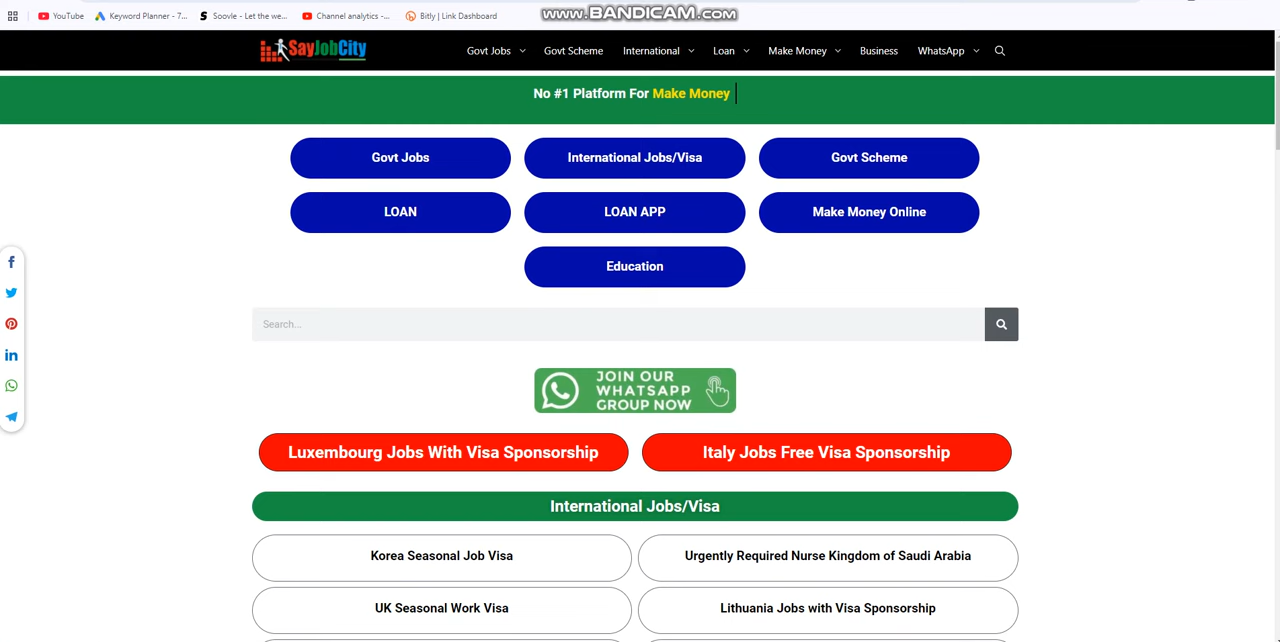 www.BANDICAM.com
YouTube
Keyword Planner - 7...
Soovle - Let the we...
Channel analytics -...
Bitly | Link Dashboard
SayJobCity
Govt Jobs
Govt Scheme
International
Loan
Make Money
Business
WhatsApp
No #1 Platform For Make Money
Govt Jobs
International Jobs/Visa
Govt Scheme
LOAN
LOAN APP
Make Money Online
Education
Search...
JOIN OUR
WHATSAPP
GROUP NOW
Luxembourg Jobs With Visa Sponsorship
Italy Jobs Free Visa Sponsorship
International Jobs/Visa
Korea Seasonal Job Visa
Urgently Required Nurse Kingdom of Saudi Arabia
UK Seasonal Work Visa
Lithuania Jobs with Visa Sponsorship